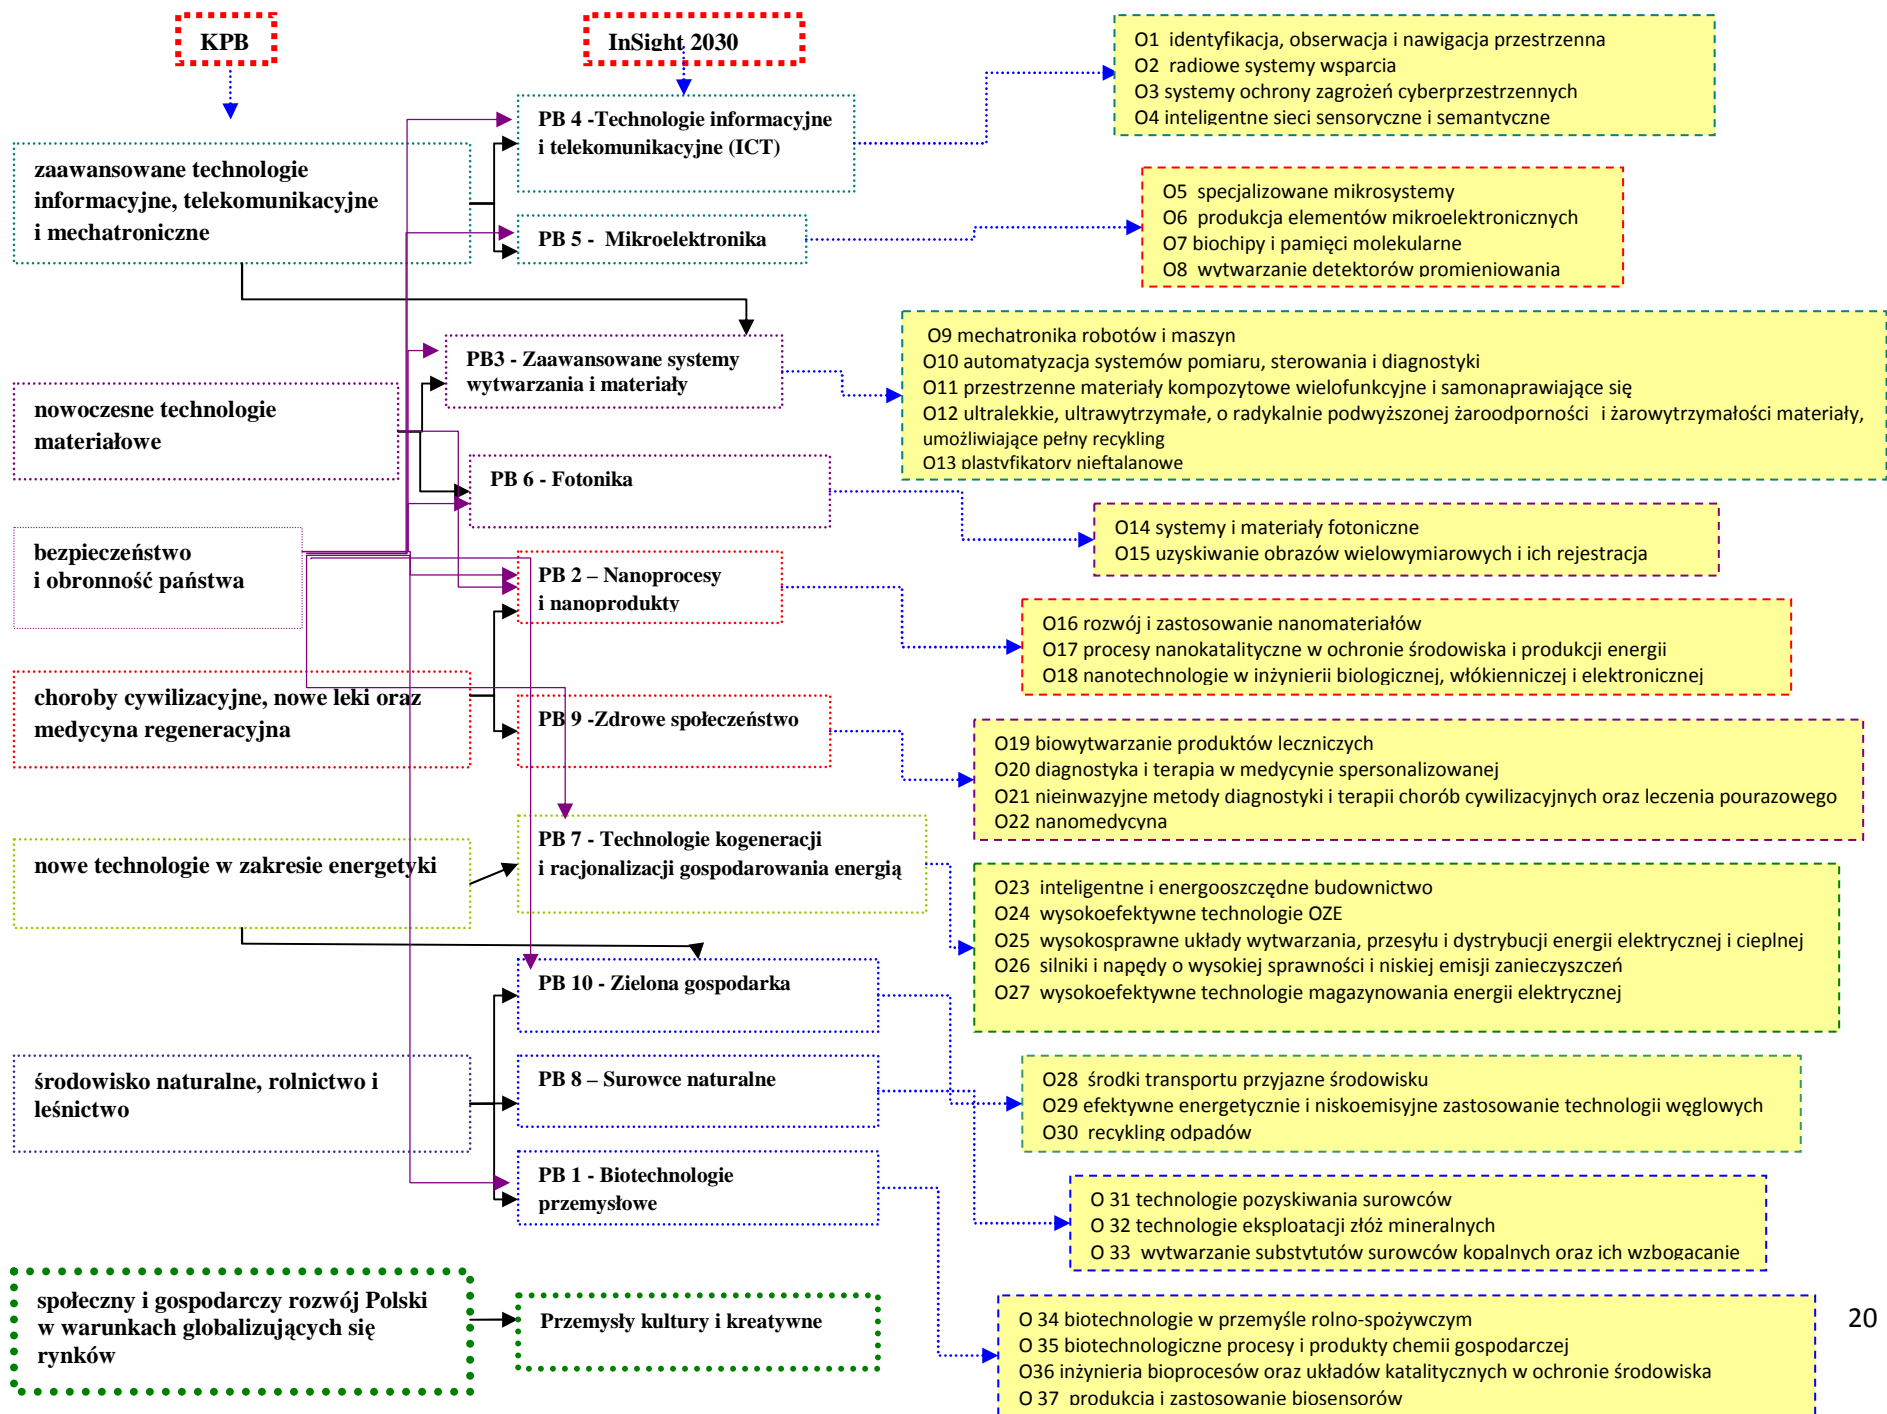 KPB
InSight 2030
zaawansowane technologie
informacyjne, telekomunikacyjne
i mechatroniczne
nowoczesne technologie
materiałowe
bezpieczeństwo
i obronność państwa
choroby cywilizacyjne, nowe leki oraz
medycyna regeneracyjna
nowe technologie w zakresie energetyki
środowisko naturalne, rolnictwo i
leśnictwo
społeczny i gospodarczy rozwój Polski
w warunkach globalizujących się
rynków
PB 4 -Technologie informacyjne
i telekomunikacyjne (ICT)
PB 5 - Mikroelektronika
PB3 - Zaawansowane systemy
wytwarzania i materiały
PB 6 - Fotonika
PB 2 – Nanoprocesy
i nanoprodukty
PB 9 -Zdrowe społeczeństwo
PB 7 - Technologie kogeneracji
i racjonalizacji gospodarowania energią
PB 10 - Zielona gospodarka
PB 8 – Surowce naturalne
PB 1 - Biotechnologie
przemysłowe
Przemysły kultury i kreatywne
O1 identyfikacja, obserwacja i nawigacja przestrzenna
O2 radiowe systemy wsparcia
O3 systemy ochrony zagrożeń cyberprzestrzennych
O4 inteligentne sieci sensoryczne i semantyczne
O5 specjalizowane mikrosystemy
O6 produkcja elementów mikroelektronicznych
O7 biochipy i pamięci molekularne
O8 wytwarzanie detektorów promieniowania
O9 mechatronika robotów i maszyn
O10 automatyzacja systemów pomiaru, sterowania i diagnostyki
O11 przestrzenne materiały kompozytowe wielofunkcyjne i samonaprawiające się
O12 ultralekkie, ultrawytrzymałe, o radykalnie podwyższonej żaroodporności i żarowytrzymałości materiały,
umożliwiające pełny recykling
O13 plastyfikatory nieftalanowe
O14 systemy i materiały fotoniczne
O15 uzyskiwanie obrazów wielowymiarowych i ich rejestracja
O16 rozwój i zastosowanie nanomateriałów
O17 procesy nanokatalityczne w ochronie środowiska i produkcji energii
O18 nanotechnologie w inżynierii biologicznej, włókienniczej i elektronicznej
O19 biowytwarzanie produktów leczniczych
O20 diagnostyka i terapia w medycynie spersonalizowanej
O21 nieinwazyjne metody diagnostyki i terapii chorób cywilizacyjnych oraz leczenia pourazowego
O22 nanomedycyna
O23 inteligentne i energooszczędne budownictwo
O24 wysokoefektywne technologie OZE
O25 wysokosprawne układy wytwarzania, przesyłu i dystrybucji energii elektrycznej i cieplnej
O26 silniki i napędy o wysokiej sprawności i niskiej emisji zanieczyszczeń
O27 wysokoefektywne technologie magazynowania energii elektrycznej
O28 środki transportu przyjazne środowisku
O29 efektywne energetycznie i niskoemisyjne zastosowanie technologii węglowych
O30 recykling odpadów
O 31 technologie pozyskiwania surowców
O 32 technologie eksploatacji złóż mineralnych
O 33 wytwarzanie substytutów surowców kopalnych oraz ich wzbogacanie
O 34 biotechnologie w przemyśle rolno-spożywczym
O 35 biotechnologiczne procesy i produkty chemii gospodarczej
O36 inżynieria bioprocesów oraz układów katalitycznych w ochronie środowiska
O 37 produkcja i zastosowanie biosensorów
20